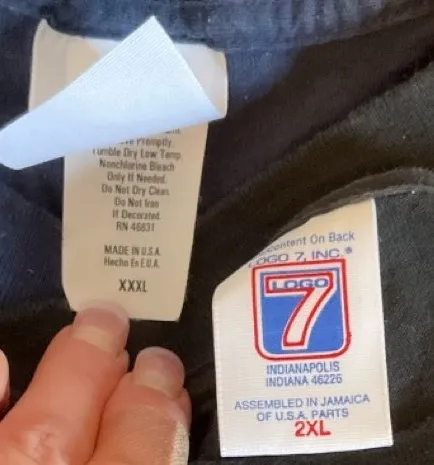 Promptly.
Tumble Dry Low Temp.
Nonchlorine Bleach
Only If Needed.
Do Not Dry Clean.
Do Not Iron
If Decorated.
RN 46831
MADE IN U.S.A.
Hecho En E.U.A.
XXXL
Content On Back
LOGO 7, INC.®
LOGO
7
INDIANAPOLIS
INDIANA 46226
ASSEMBLED IN JAMAICA
OF U.S.A. PARTS
2XL